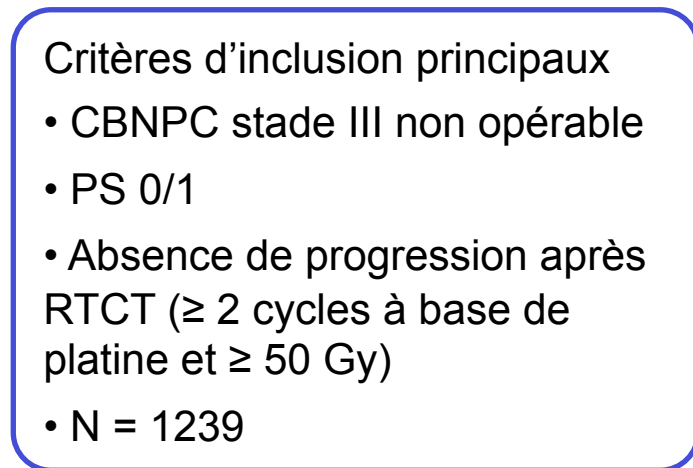 Critères d’inclusion principaux
• CBNPC stade III non opérable
• PS 0/1
• Absence de progression après
RTCT (≥ 2 cycles à base de
platine et ≥ 50 Gy)
• N = 1239